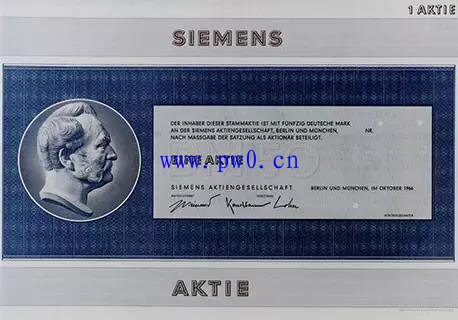 1 AKTIE
SIEMENS
DER INHABER DIESER STAMMAKTIE IST MIT FÜNFZIG DEUTSCHE MARK
AN DER SIEMENS AKTIENGESELLSCHAFT, BERLIN UND MÜNCHEN, NR.
NACH MASSGABE DER SATZUNG ALS AKTIONÄR BETEILIGT.
DM50
EINE AKTIE
www.pm0.cn
SIEMENS AKTIENGESELLSCHAFT BERLIN UND MÜNCHEN, IM OKTOBER 1966
AKTIE